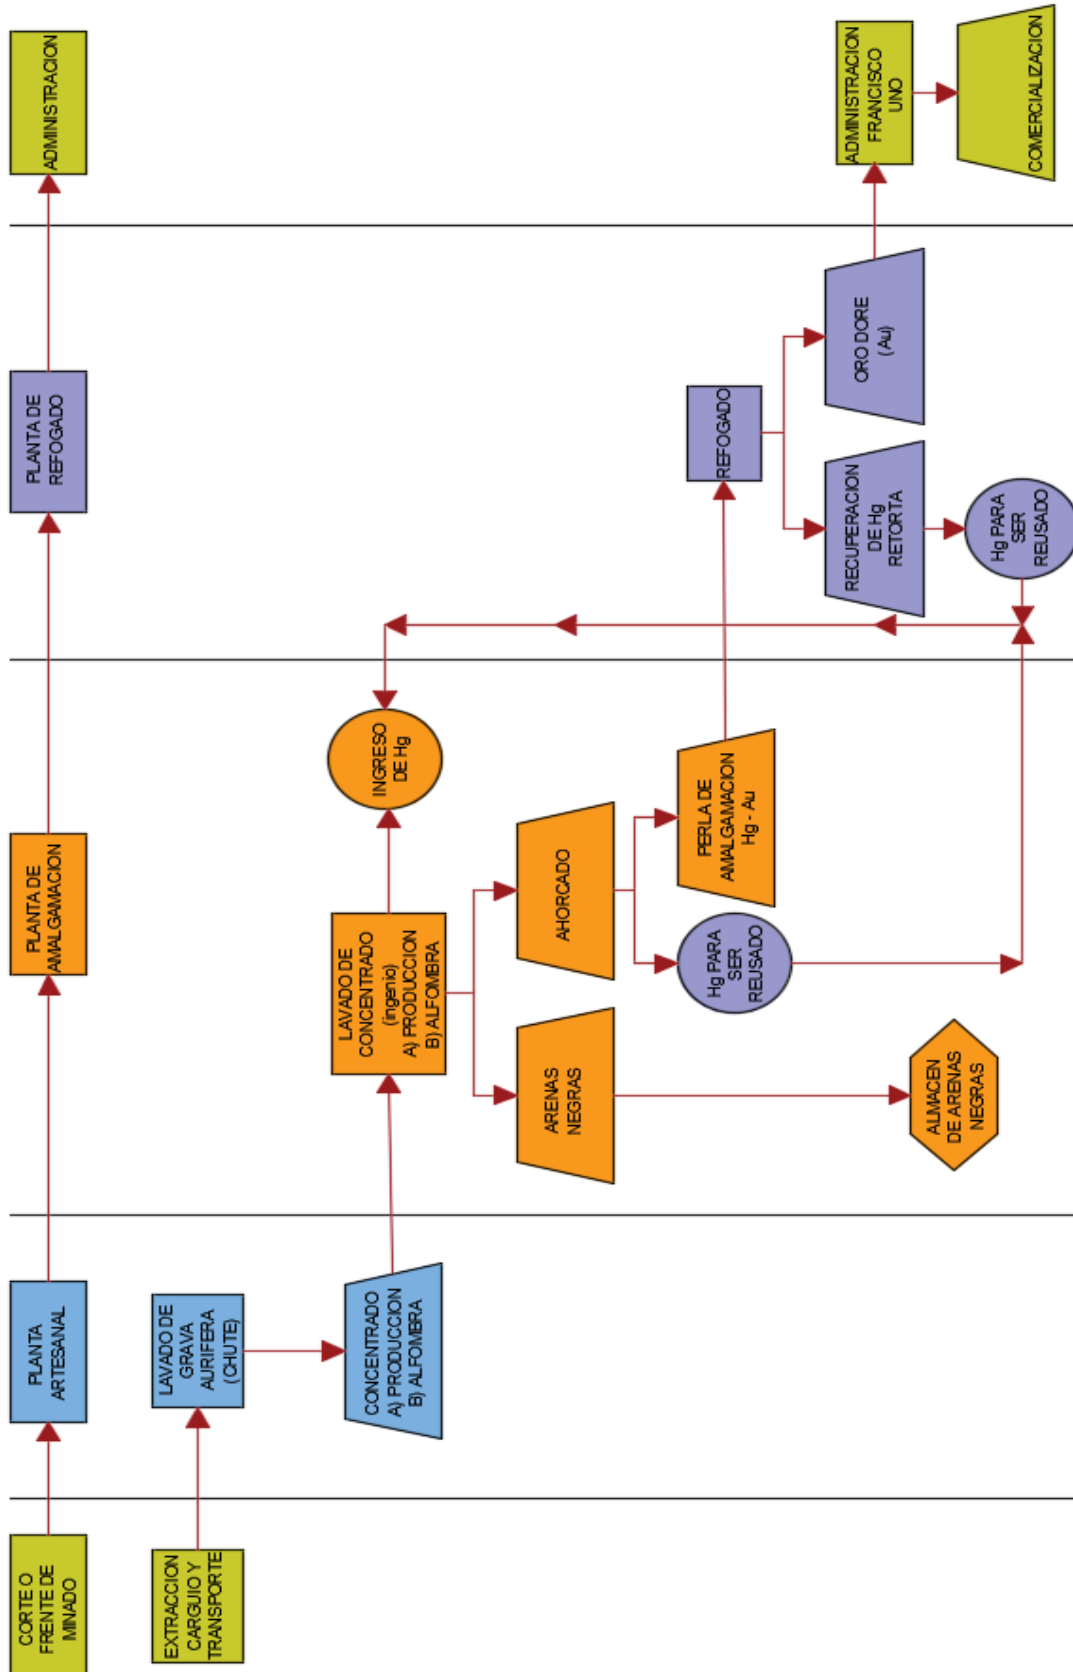 CORTE O
FRENTE DE
MINADO
PLANTA
ARTESANAL
PLANTA DE
AMALGAMACION
PLANTA DE
REFOGADO
ADMINISTRACION
EXTRACCION
CARGUIO Y
TRANSPORTE
LAVADO DE
GRAVA
AURIFERA
(CHUTE)
CONCENTRADO
A) PRODUCCION
B) ALFOMBRA
LAVADO DE
CONCENTRADO
(ingenio)
A) PRODUCCION
B) ALFOMBRA
INGRESO
DE Hg
ARENAS
NEGRAS
AHORCADO
Hg PARA
SER
REUSADO
PERLA DE
AMALGAMACION
Hg - Au
ALMACEN
DE ARENAS
NEGRAS
REFOGADO
RECUPERACION
DE Hg
RETORTA
ORO DORE
(Au)
Hg PARA
SER
REUSADO
ADMINISTRACION
FRANCISCO
UNO
COMERCIALIZACION